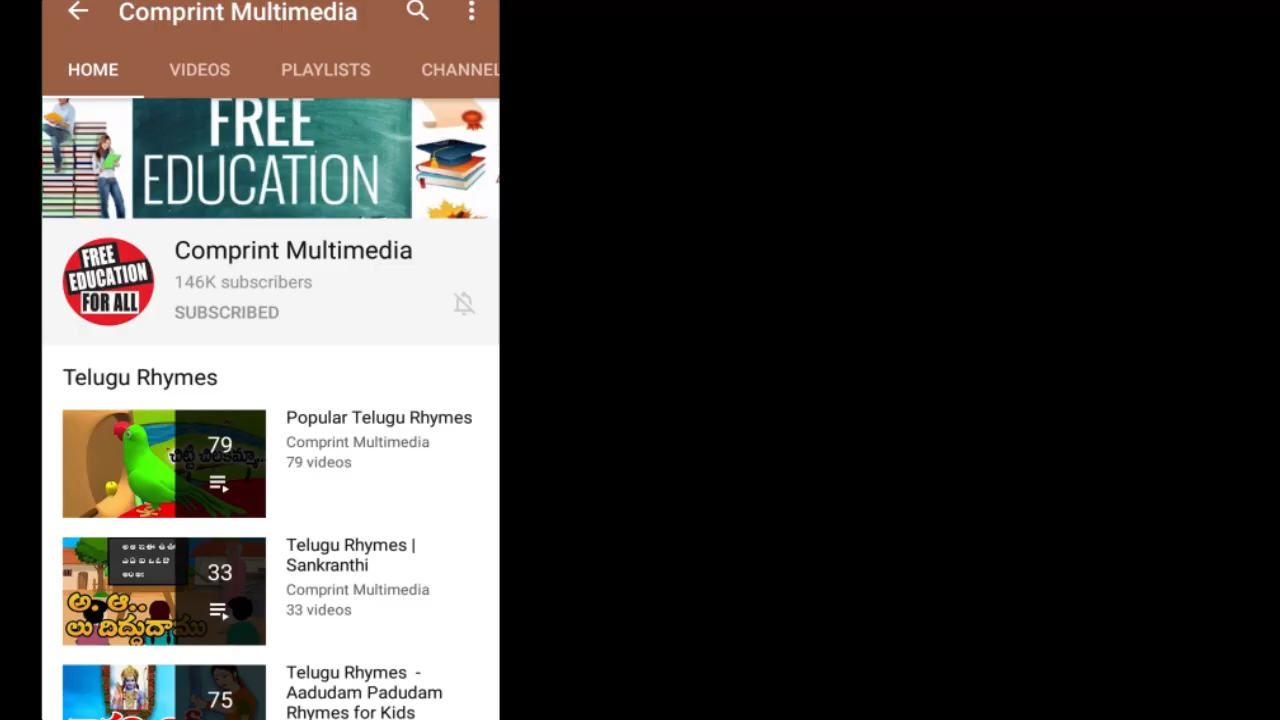 Comprint Multimedia
HOME VIDEOS PLAYLISTS CHANNEL
FREE
EDUCATION
FREE
EDUCATION
FOR ALL
Comprint Multimedia
146K subscribers
SUBSCRIBED
Telugu Rhymes
79
చిట్టి చిలకమ్మా..
Popular Telugu Rhymes
Comprint Multimedia
79 videos
33
అ. ఆ..
లు దిద్దుదాము
Telugu Rhymes |
Sankranthi
Comprint Multimedia
33 videos
75
Telugu Rhymes -
Aadudam Padudam
Rhymes for Kids